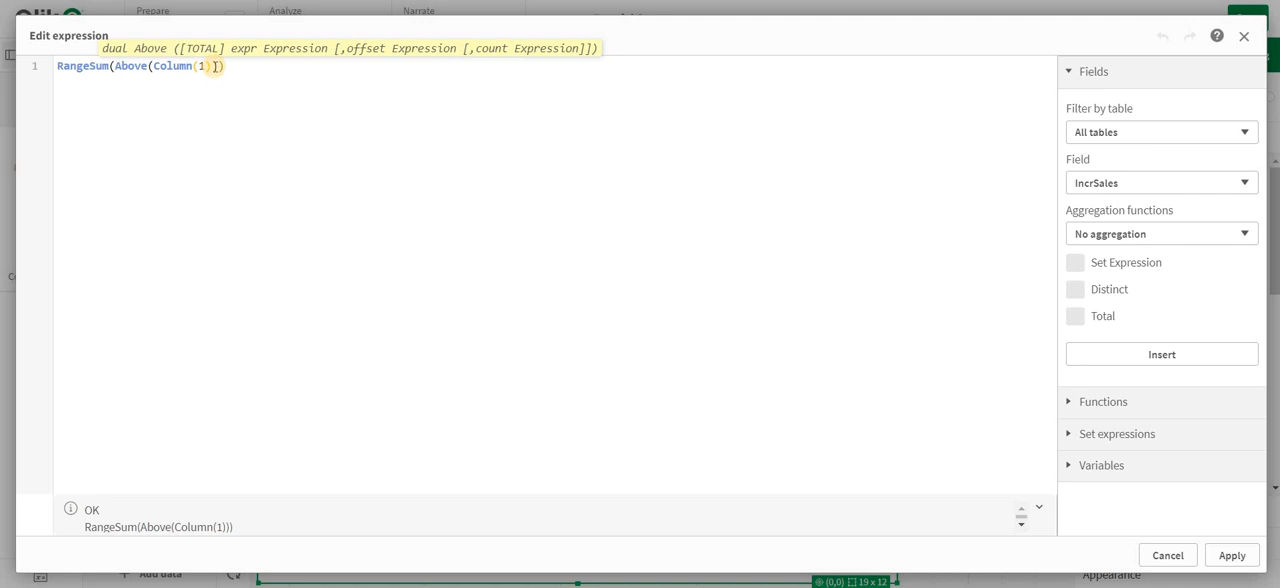 Prepare
Analyze
Narrate
Edit expression
dual Above ([TOTAL] expr Expression [,offset Expression [,count Expression]])
1
RangeSum(Above(Column(1)))
Fields
Filter by table
All tables
Field
IncrSales
Aggregation functions
No aggregation
Set Expression
Distinct
Total
Insert
Functions
Set expressions
Variables
OK
RangeSum(Above(Column(1)))
Cancel
Apply
Add data
(0,0) 19 x 12
Appearance